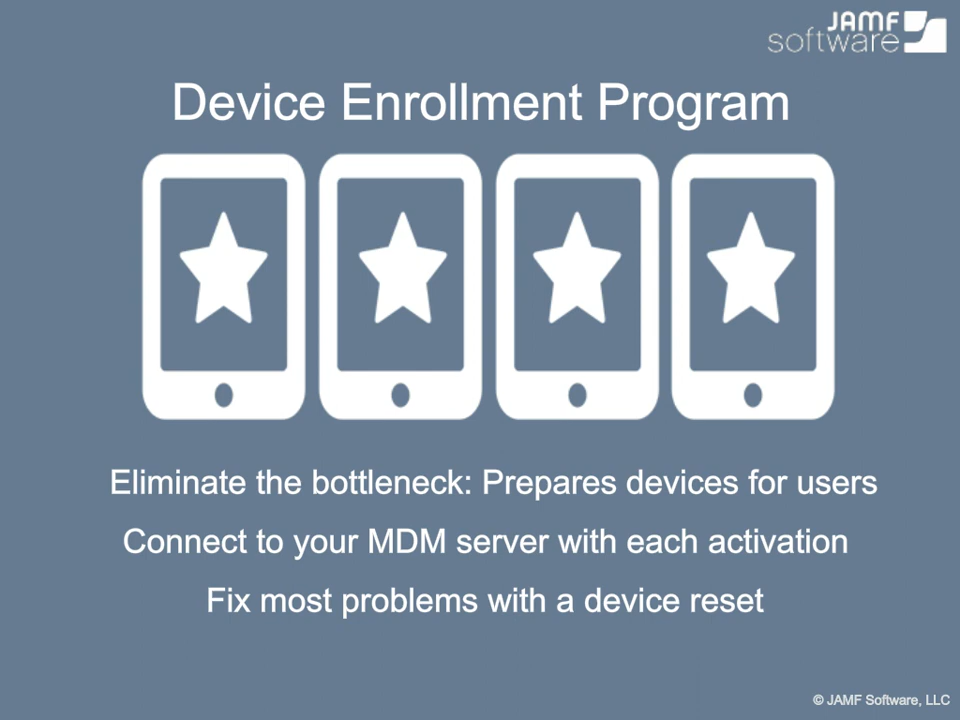 JAMF
software
Device Enrollment Program
Eliminate the bottleneck: Prepares devices for users
Connect to your MDM server with each activation
Fix most problems with a device reset
© JAMF Software, LLC